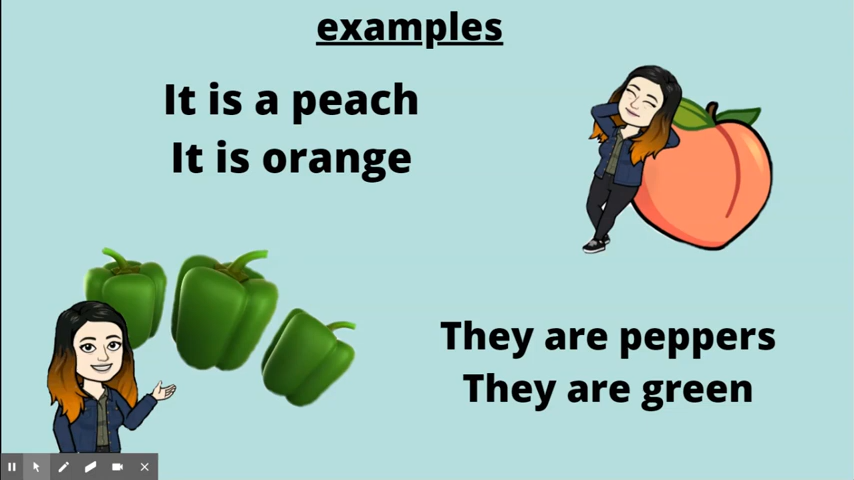 examples
It is a peach
It is orange
They are peppers
They are green